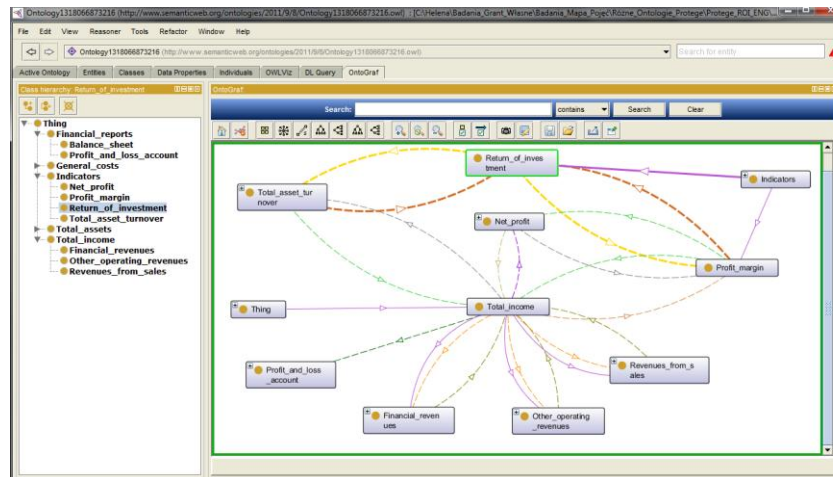 Ontology1318066873216 (http://www.semanticweb.org/ontologies/2011/9/8/Ontology1318066873216.owl) : [C:\Helena\Badania_Grant_Własne\Badania_Mapa_Pojęć\Rozne_Ontologie_Protege\Protege_ROI_ENG\...
File Edit View Reasoner Tools Refactor Window Help
Ontology1318066873216 (http://www.semanticweb.org/ontologies/2011/9/8/Ontology1318066873216.owl)
Search for entity
Active Ontology Entities Classes Data Properties Individuals OWLViz DL Query OntoGraf
Class hierarchy: Return_of_investment
Thing
Financial_reports
Balance_sheet
Profit_and_loss_account
General_costs
Indicators
Net_profit
Profit_margin
Return_of_investment
Total_asset_turnover
Total_assets
Total_income
Financial_revenues
Other_operating_revenues
Revenues_from_sales
OntoGraf
Search: contains Search Clear
Return_of_inves
tment
Indicators
Total_asset_tur
nover
Net_profit
Profit_margin
Total_income
Thing
Profit_and_loss
_account
Revenues_from_s
ales
Financial_reven
ues
Other_operating
_revenues